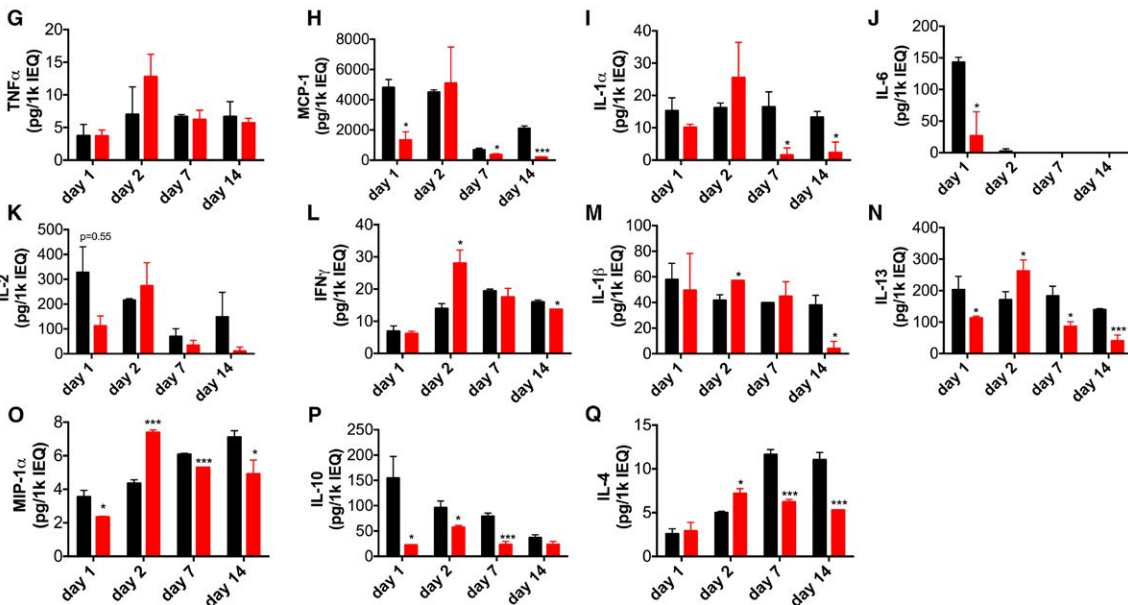 G
TNFα
(pg/1k IEQ)
20
15
10
5
0
day 1
day 2
day 7
day 14
H
MCP-1
(pg/1k IEQ)
8000
6000
4000
2000
0
*
*
***
day 1
day 2
day 7
day 14
I
IL-1α
(pg/1k IEQ)
40
30
20
10
0
*
*
day 1
day 2
day 7
day 14
J
IL-6
(pg/1k IEQ)
200
150
100
50
0
*
day 1
day 2
day 7
day 14
K
IL-2
(pg/1k IEQ)
500
400
300
200
100
0
p=0.55
day 1
day 2
day 7
day 14
L
IFNγ
(pg/1k IEQ)
40
30
20
10
0
*
*
day 1
day 2
day 7
day 14
M
IL-1β
(pg/1k IEQ)
100
80
60
40
20
0
*
*
day 1
day 2
day 7
day 14
N
IL-13
(pg/1k IEQ)
400
300
200
100
0
*
*
*
***
day 1
day 2
day 7
day 14
O
MIP-1α
(pg/1k IEQ)
8
6
4
2
0
*
***
***
*
day 1
day 2
day 7
day 14
P
IL-10
(pg/1k IEQ)
250
200
150
100
50
0
*
*
***
day 1
day 2
day 7
day 14
Q
IL-4
(pg/1k IEQ)
15
10
5
0
*
***
***
day 1
day 2
day 7
day 14